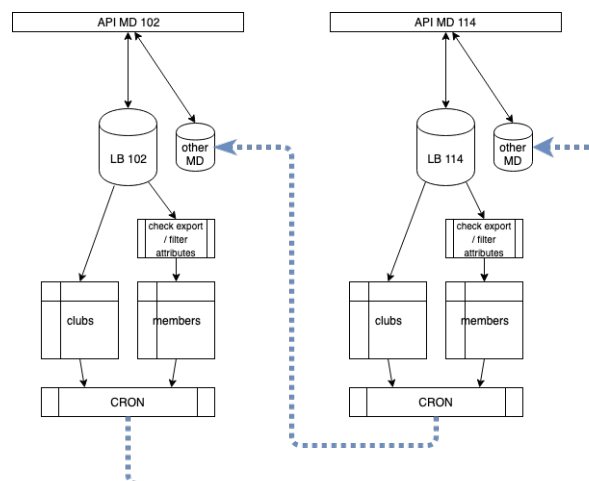 API MD 102
API MD 114
LB 102
other
MD
LB 114
other
MD
check export
/ filter
attributes
check export
/ filter
attributes
clubs
members
clubs
members
CRON
CRON